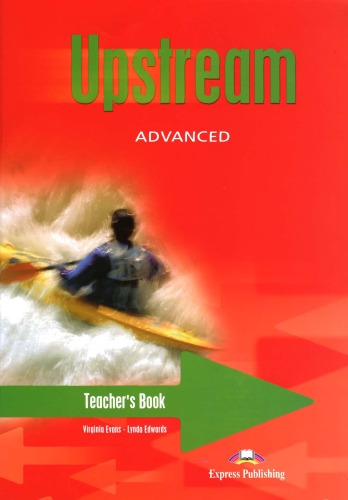 Upstream
ADVANCED
Teacher's Book
Virginia Evans - Lynda Edwards
Express Publishing